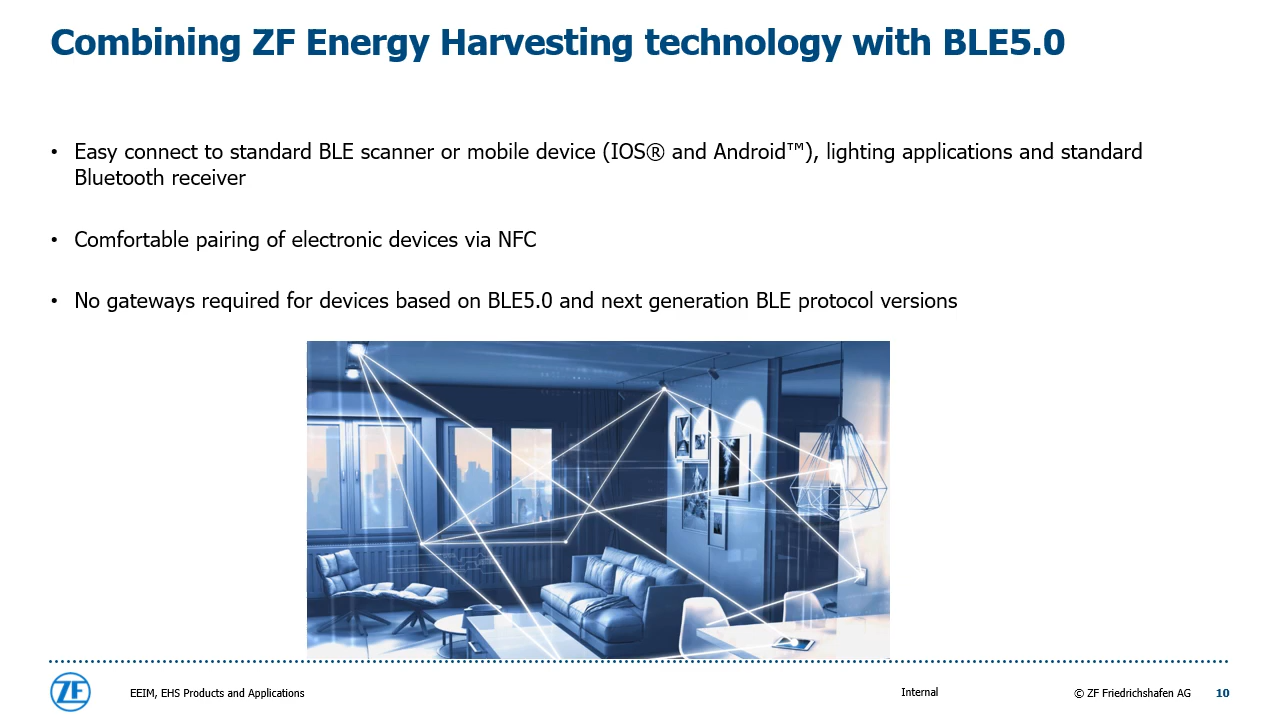 Combining ZF Energy Harvesting technology with BLE5.0
• Easy connect to standard BLE scanner or mobile device (IOS® and Android™), lighting applications and standard
Bluetooth receiver
• Comfortable pairing of electronic devices via NFC
• No gateways required for devices based on BLE5.0 and next generation BLE protocol versions
ZF
EEIM, EHS Products and Applications
Internal
© ZF Friedrichshafen AG
10